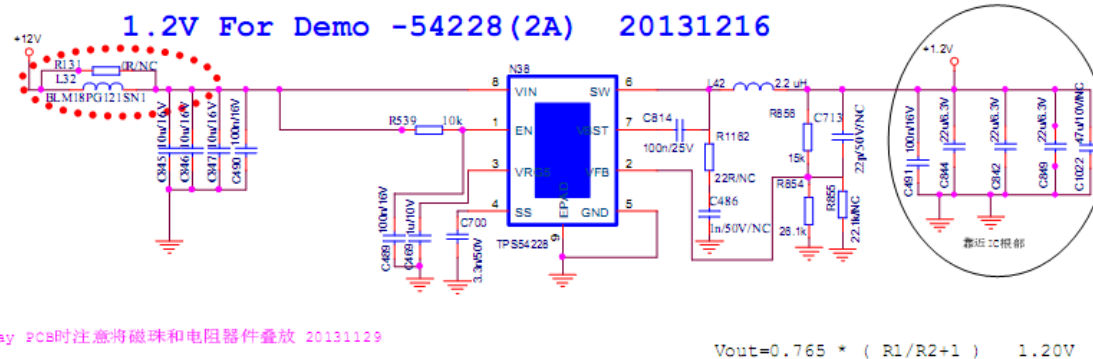 1.2V For Demo -54228(2A) 20131216
+12V
R131 0R/NC
L32
BLM18PG121SN1
C845 10u/16V
C846 10u/16V
C847 10u/16V
C490 100n/16V
R539 10k
C489 100n/16V
C469 1u/10V
C700
3.3n/50V
N38
8 VIN SW 6
1 EN VBST 7
3 VREG5 VFB 2
4 SS GND 5
EPAD
9
TPS54228
L42 2.2 uH
C814
100n/25V
R1162
22R/NC
C486
1n/50V/NC
R856
15k
C713
22p/50V/NC
R854
26.1k
R855
22.1k/NC
+1.2V
C491 100n/16V
C844 22u/6.3V
C842 22u/6.3V
C849 22u/6.3V
C1022 47u/10V/NC
靠近IC根部
ay PCB时注意将磁珠和电阻器件叠放 20131129
Vout=0.765 * ( R1/R2+1 ) 1.20V